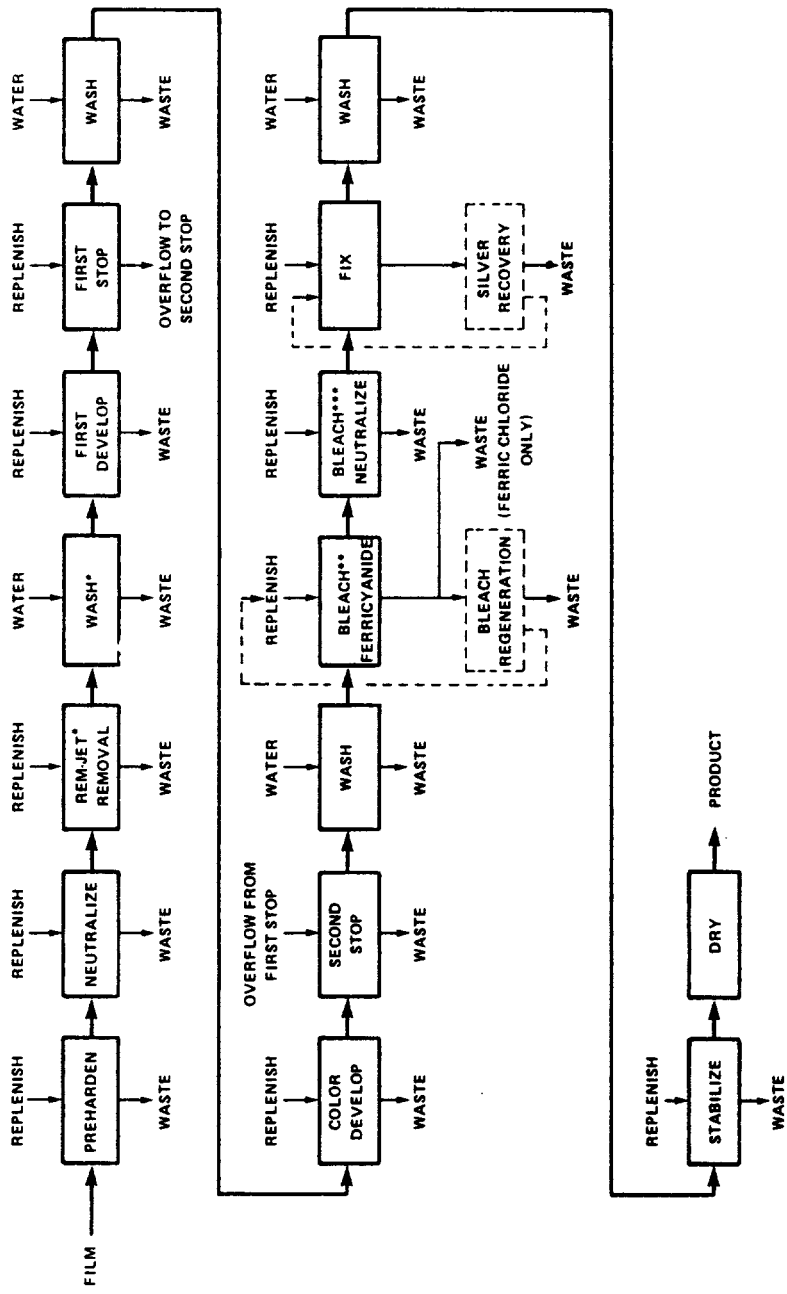 FILM
REPLENISH
PREHARDEN
WASTE
REPLENISH
NEUTRALIZE
WASTE
REPLENISH
REM-JET*
REMOVAL
WASTE
WATER
WASH*
WASTE
REPLENISH
FIRST
DEVELOP
WASTE
REPLENISH
FIRST
STOP
OVERFLOW TO
SECOND STOP
WATER
WASH
WASTE
REPLENISH
COLOR
DEVELOP
WASTE
OVERFLOW FROM
FIRST STOP
SECOND
STOP
WASTE
WATER
WASH
WASTE
REPLENISH
BLEACH**
FERRICYANIDE
BLEACH
REGENERATION
WASTE
WASTE
(FERRIC CHLORIDE
ONLY)
REPLENISH
BLEACH***
NEUTRALIZE
WASTE
REPLENISH
FIX
SILVER
RECOVERY
WASTE
WATER
WASH
WASTE
REPLENISH
STABILIZE
WASTE
DRY
PRODUCT